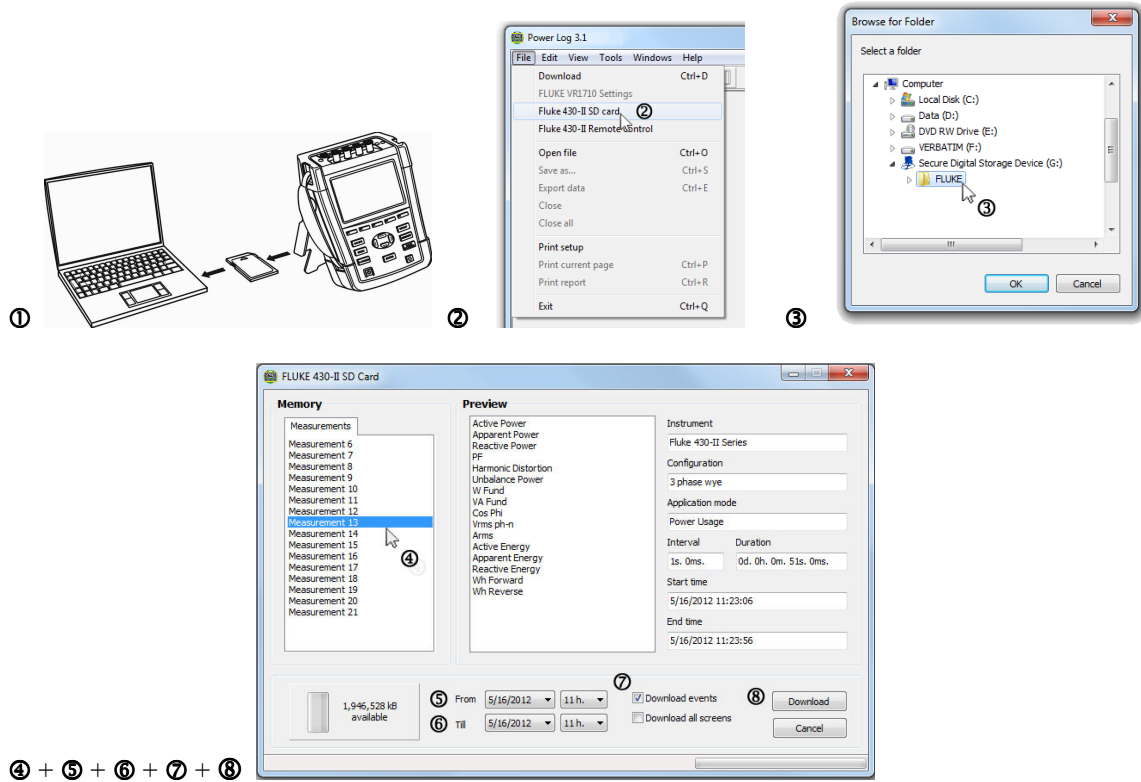 ①
②
Power Log 3.1
File Edit View Tools Windows Help
Download Ctrl+D
FLUKE VR1710 Settings
Fluke 430-II SD card ②
Fluke 430-II Remote Control
Open file Ctrl+O
Save as... Ctrl+S
Export data Ctrl+E
Close
Close all
Print setup
Print current page Ctrl+P
Print report Ctrl+R
Exit Ctrl+Q
③
Browse for Folder
Select a folder
Computer
Local Disk (C:)
Data (D:)
DVD RW Drive (E:)
VERBATIM (F:)
Secure Digital Storage Device (G:)
FLUKE
③
OK Cancel
④ + ⑤ + ⑥ + ⑦ + ⑧
FLUKE 430-II SD Card
Memory
Measurements
Measurement 6
Measurement 7
Measurement 8
Measurement 9
Measurement 10
Measurement 11
Measurement 12
Measurement 13
Measurement 14
Measurement 15
Measurement 16
Measurement 17
Measurement 18
Measurement 19
Measurement 20
Measurement 21
④
Preview
Active Power
Apparent Power
Reactive Power
PF
Harmonic Distortion
Unbalance Power
W Fund
VA Fund
Cos Phi
Vrms ph-n
Arms
Active Energy
Apparent Energy
Reactive Energy
Wh Forward
Wh Reverse
Instrument
Fluke 430-II Series
Configuration
3 phase wye
Application mode
Power Usage
Interval Duration
1s. 0ms. 0d. 0h. 0m. 51s. 0ms.
Start time
5/16/2012 11:23:06
End time
5/16/2012 11:23:56
1,946,528 kB
available
⑤ From 5/16/2012 11 h.
⑥ Till 5/16/2012 11 h.
⑦
Download events
Download all screens
⑧ Download
Cancel